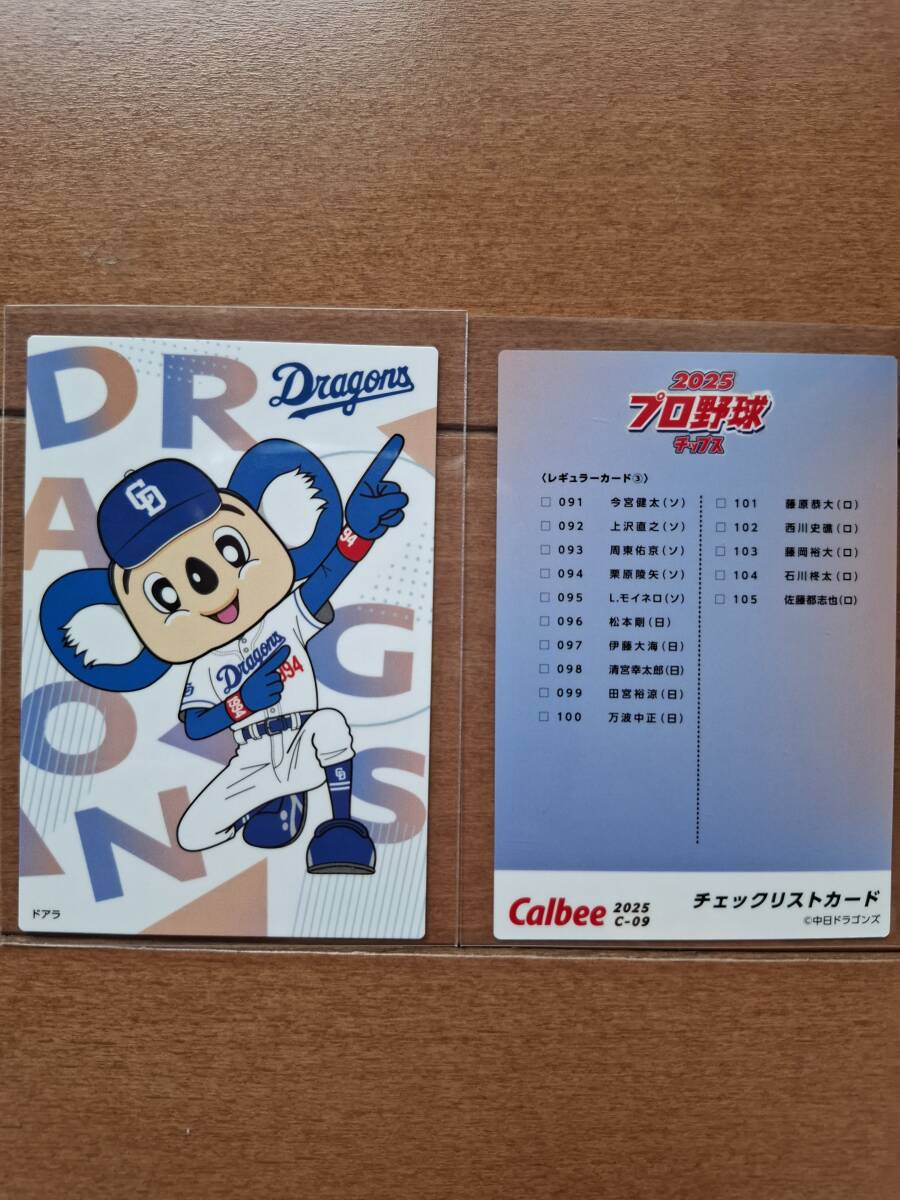 DRAGONS
Dragons
CD
94
Dragons
994
CD
ドアラ
2025
プロ野球
チップス
〈レギュラーカード③〉
□ 091 今宮健太(ソ)
□ 092 上沢直之(ソ)
□ 093 周東佑京(ソ)
□ 094 栗原陵矢(ソ)
□ 095 L.モイネロ(ソ)
□ 096 松本剛(日)
□ 097 伊藤大海(日)
□ 098 清宮幸太郎(日)
□ 099 田宮裕涼(日)
□ 100 万波中正(日)
□ 101 藤原恭大(ロ)
□ 102 西川史礁(ロ)
□ 103 藤岡裕大(ロ)
□ 104 石川柊太(ロ)
□ 105 佐藤都志也(ロ)
Calbee
2025
C-09
チェックリストカード
©中日ドラゴンズ